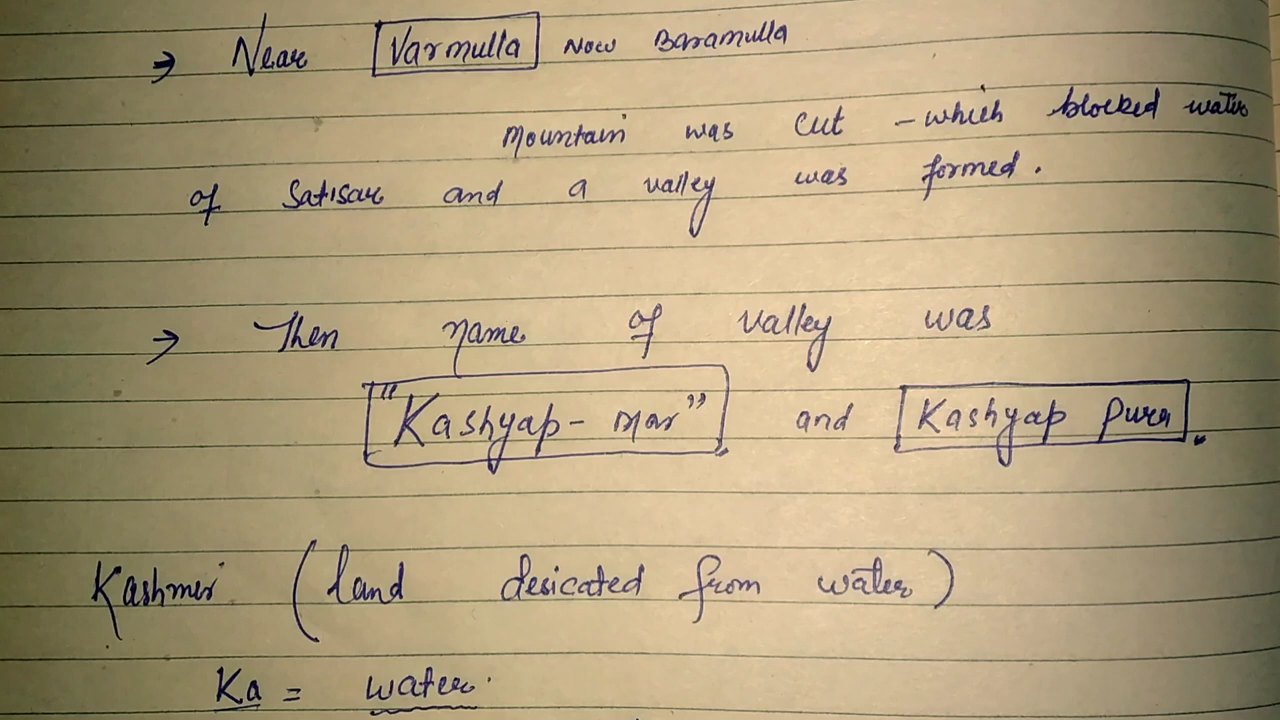 → Near Varmulla Now Baramulla
Mountain was cut - which blocked water
of Satisar and a valley was formed.
→ Then name of valley was
"Kashyap-mar" and Kashyap Pura.
Kashmir (land desicated from water)
Ka = water.